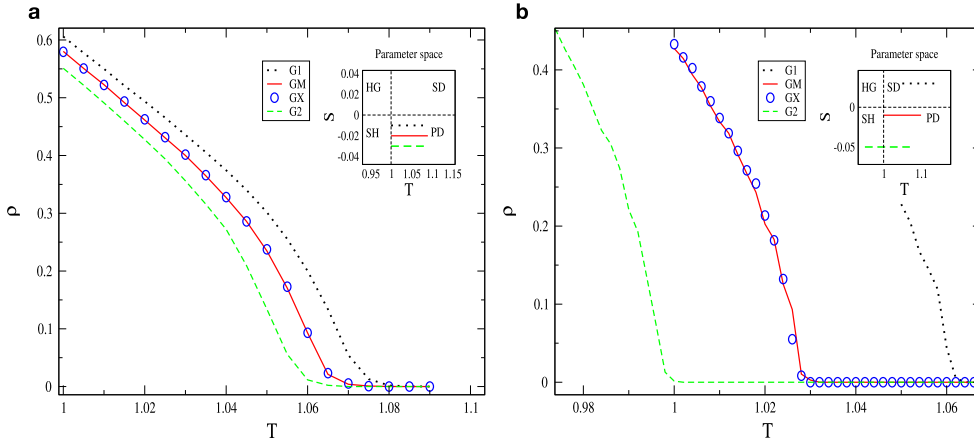 a
0.6
0.5
0.4
0.3
0.2
0.1
0
ρ
1
1.02
1.04
1.06
1.08
1.1
T
G1
GM
GX
G2
Parameter space
0.04
0.02
0
-0.02
-0.04
S
HG
SD
SH
PD
0.95
1
1.05
1.1
1.15
T
b
0.4
0.3
0.2
0.1
0
ρ
0.98
1
1.02
1.04
1.06
T
G1
GM
GX
G2
Parameter space
0
-0.05
S
HG
SD
SH
PD
1
1.1
T